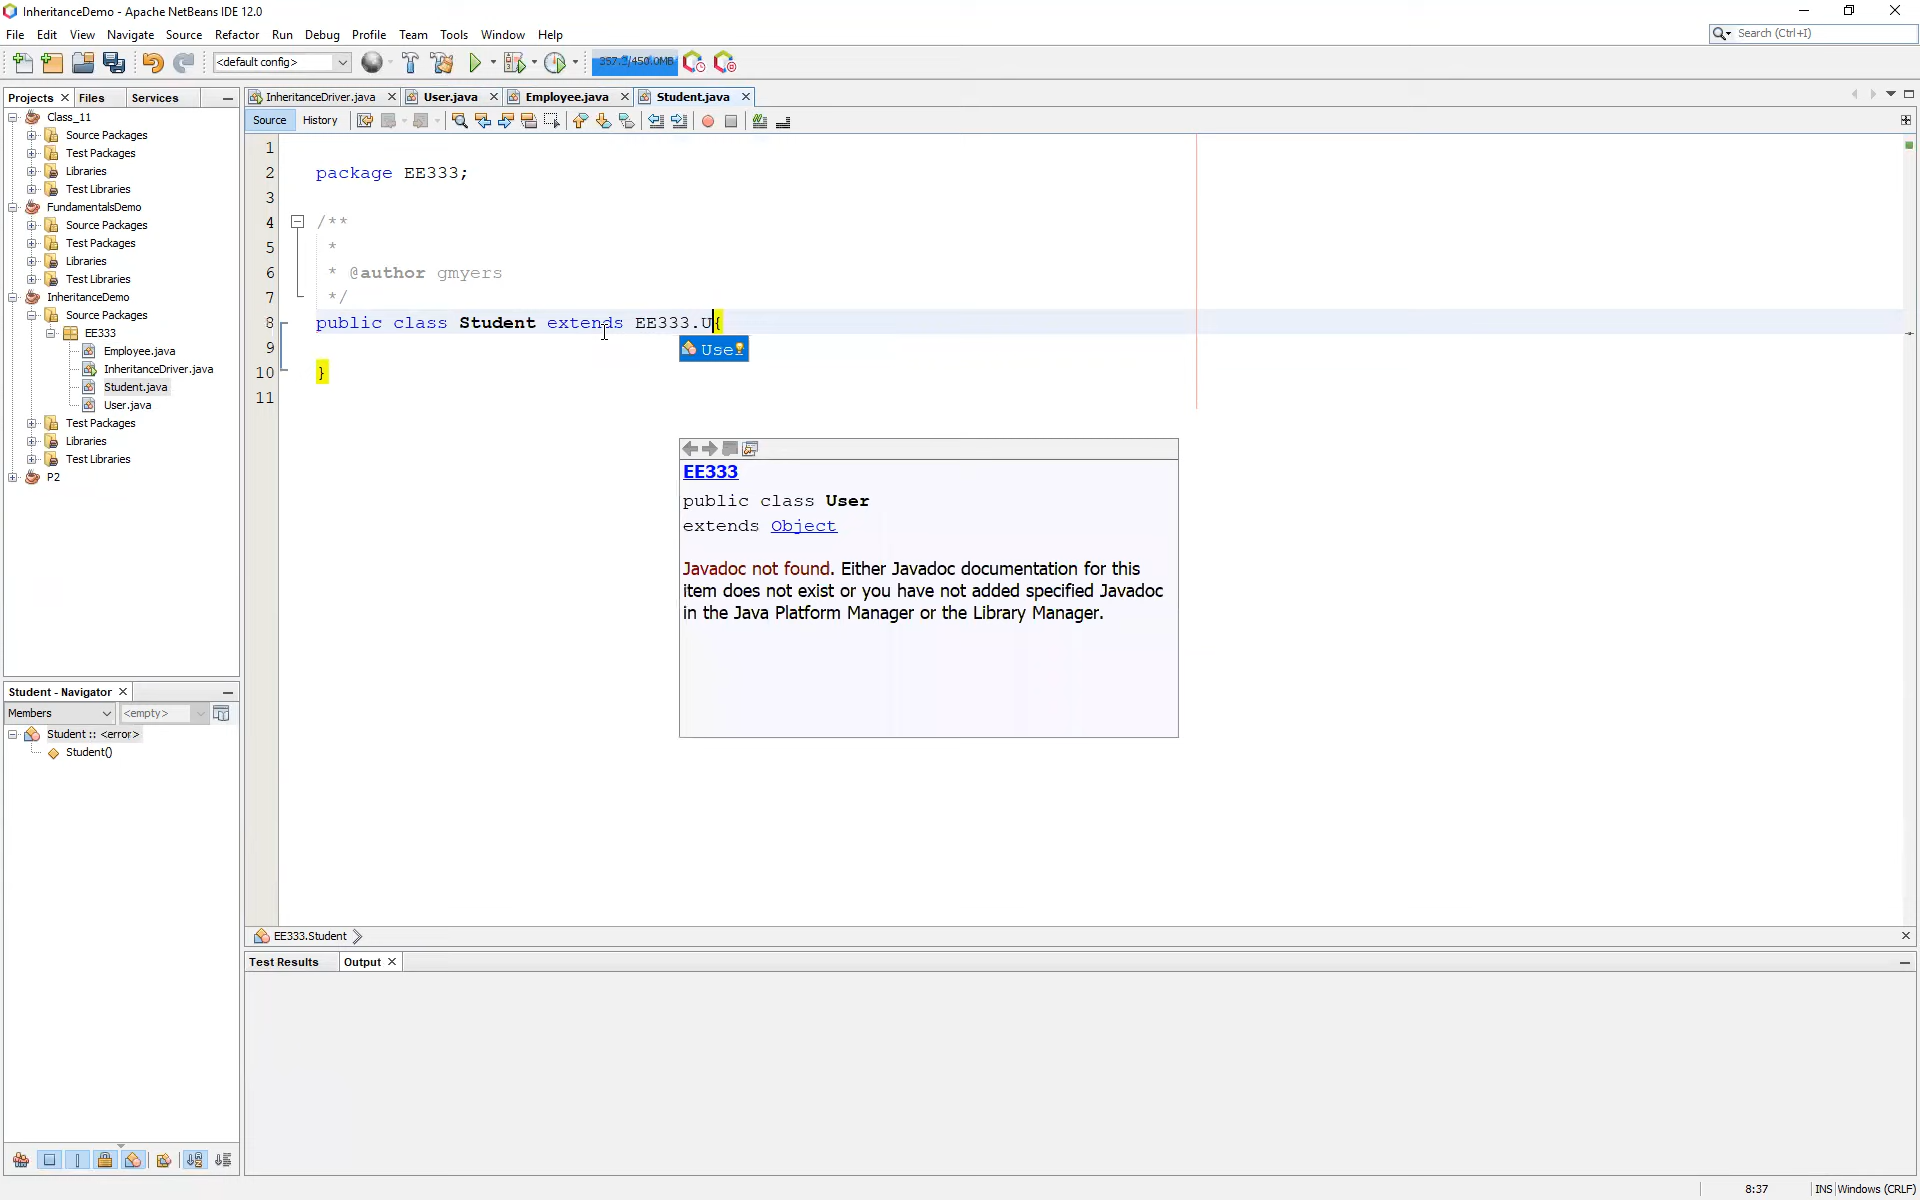 InheritanceDemo - Apache NetBeans IDE 12.0
File Edit View Navigate Source Refactor Run Debug Profile Team Tools Window Help
Search (Ctrl+I)
<default config>
/450.0MB
Projects Files Services
InheritanceDriver.java User.java Employee.java Student.java
Source History
Class_11
Source Packages
Test Packages
Libraries
Test Libraries
FundamentalsDemo
Source Packages
Test Packages
Libraries
Test Libraries
InheritanceDemo
Source Packages
EE333
Employee.java
InheritanceDriver.java
Student.java
User.java
Test Packages
Libraries
Test Libraries
P2
1
2 package EE333;
3
4 /**
5 *
6 * @author gmyers
7 */
8 public class Student extends EE333.U{
9
10 }
11
Use
EE333
public class User
extends Object
Javadoc not found. Either Javadoc documentation for this
item does not exist or you have not added specified Javadoc
in the Java Platform Manager or the Library Manager.
Student - Navigator
Members <empty>
Student :: <error>
Student()
EE333.Student
Test Results Output
8:37 INS Windows (CRLF)